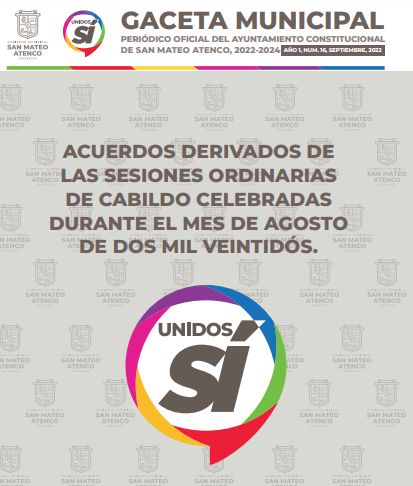 GACETA MUNICIPAL
PERIÓDICO OFICIAL DEL AYUNTAMIENTO CONSTITUCIONAL
DE SAN MATEO ATENCO, 2022-2024 AÑO 1, NUM. 16, SEPTIEMBRE, 2022
SAN MATEO
ATENCO
UNIDOS
SÍ
ACUERDOS DERIVADOS DE
LAS SESIONES ORDINARIAS
DE CABILDO CELEBRADAS
DURANTE EL MES DE AGOSTO
DE DOS MIL VEINTIDÓS.
UNIDOS
SÍ